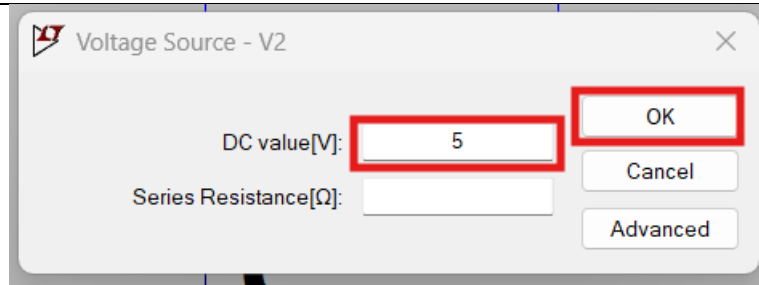 Voltage Source - V2
DC value[V]: 5
OK
Series Resistance[Ω]:
Cancel
Advanced